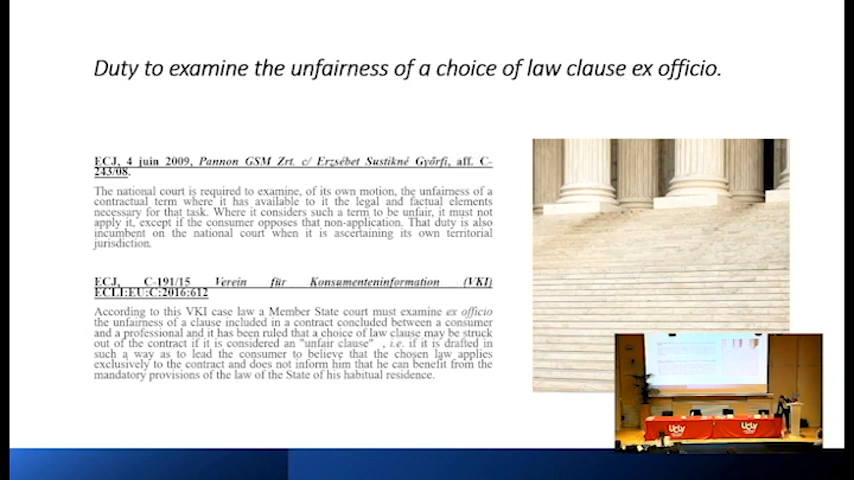 Duty to examine the unfairness of a choice of law clause ex officio.
ECJ, 4 juin 2009, Pannon GSM Zrt. c/ Erzsébet Sustikné Győrfi, aff. C-
243/08.
The national court is required to examine, of its own motion, the unfairness of a
contractual term where it has available to it the legal and factual elements
necessary for that task. Where it considers such a term to be unfair, it must not
apply it, except if the consumer opposes that non-application. That duty is also
incumbent on the national court when it is ascertaining its own territorial
jurisdiction.
ECJ, C-191/15 Verein für Konsumenteninformation (VKI)
ECLI:EU:C:2016:612
According to this VKI case law a Member State court must examine ex officio
the unfairness of a clause included in a contract concluded between a consumer
and a professional and it has been ruled that a choice of law clause may be struck
out of the contract if it is considered an "unfair clause" , i.e. if it is drafted in
such a way as to lead the consumer to believe that the chosen law applies
exclusively to the contract and does not inform him that he can benefit from the
mandatory provisions of the law of the State of his habitual residence.
UCLy UCLy